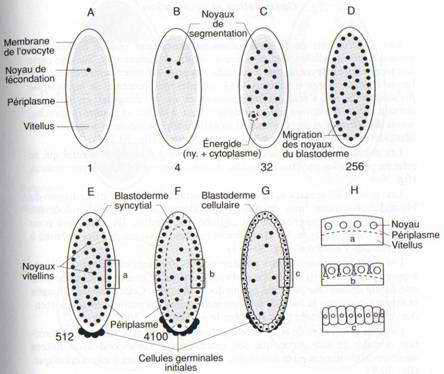 A
B
C
D
Membrane
de l'ovocyte
Noyau de
fécondation
Périplasme
Vitellus
Noyaux
de
segmentation
Énergide
(ny. + cytoplasme)
Migration
des noyaux
du blastoderme
1
4
32
256
E
F
G
H
Blastoderme
syncytial
Blastoderme
cellulaire
Noyaux
vitellins
a
b
c
Noyau
Périplasme
Vitellus
a
b
c
Périplasme
512
4100
Cellules germinales
initiales